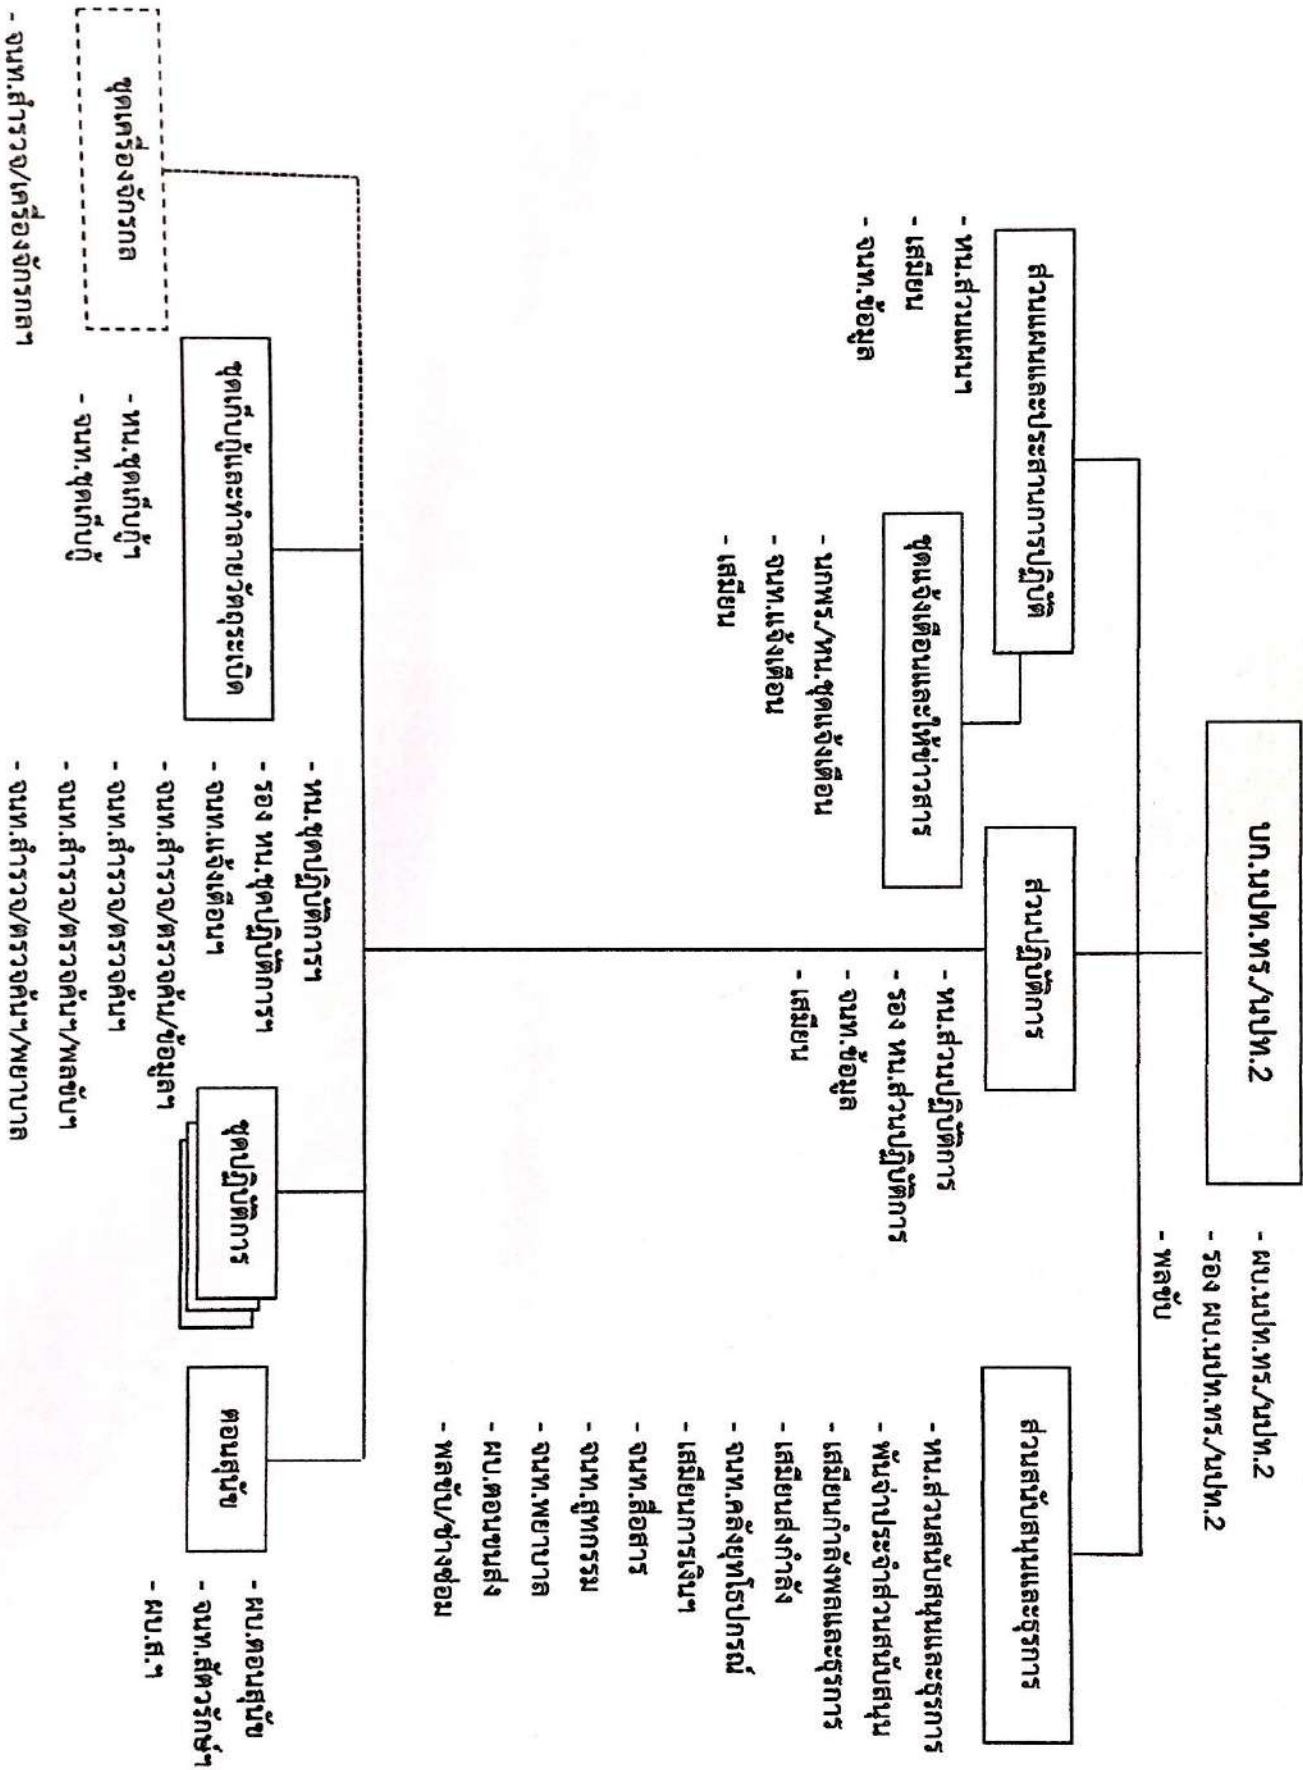 บก.นปท.ทร./นปท.2
- ผบ.นปท.ทร./นปท.2
- รอง ผบ.นปท.ทร./นปท.2
- พลขับ
ส่วนแผนและประสานการปฏิบัติ
- หน.ส่วนแผนฯ
- เสมียน
- จนท.ข้อมูล
ชุดแจ้งเตือนและให้ข่าวสาร
- นกพร./หน.ชุดแจ้งเตือน
- จนท.แจ้งเตือน
- เสมียน
ส่วนปฏิบัติการ
- หน.ส่วนปฏิบัติการ
- รอง หน.ส่วนปฏิบัติการ
- จนท.ข้อมูล
- เสมียน
ส่วนสนับสนุนและธุรการ
- หน.ส่วนสนับสนุนและธุรการ
- พันจ่าประจำส่วนสนับสนุน
- เสมียนกำลังพลและธุรการ
- เสมียนส่งกำลัง
- จนท.คลังยุทโธปกรณ์
- เสมียนการเงินฯ
- จนท.สื่อสาร
- จนท.สูทกรรม
- จนท.พยาบาล
- ผบ.ตอนขนส่ง
- พลขับ/ช่างซ่อม
ชุดเครื่องจักรกล
- จนท.สำรวจ/เครื่องจักรกลฯ
ชุดเก็บกู้และทำลายวัตถุระเบิด
- หน.ชุดเก็บกู้ฯ
- จนท.ชุดเก็บกู้
ชุดปฏิบัติการ
- หน.ชุดปฏิบัติการฯ
- รอง หน.ชุดปฏิบัติการฯ
- จนท.แจ้งเตือนฯ
- จนท.สำรวจ/ตรวจค้น/ข้อมูลฯ
- จนท.สำรวจ/ตรวจค้นฯ
- จนท.สำรวจ/ตรวจค้นฯ/พลขับฯ
- จนท.สำรวจ/ตรวจค้นฯ/พยาบาล
ตอนสุนัข
- ผบ.ตอนสุนัข
- จนท.สัตวรักษ์ฯ
- ผบ.ส.ฯ